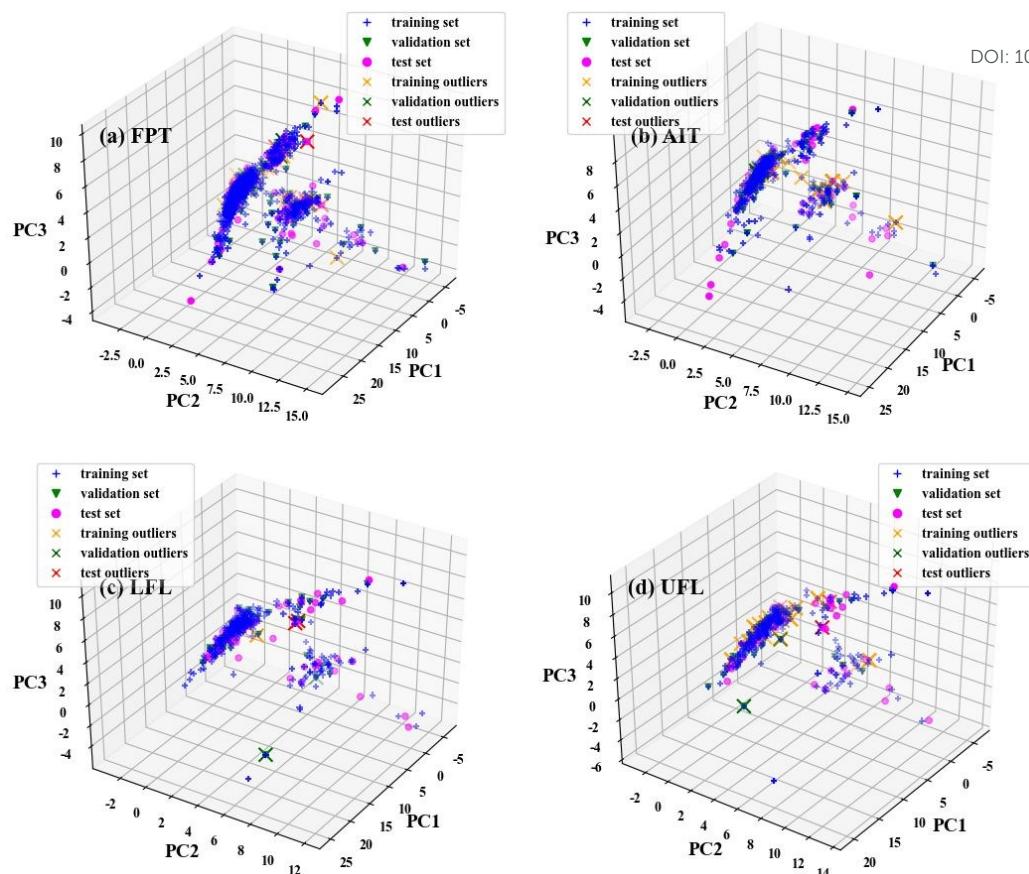 training set
validation set
test set
training outliers
validation outliers
test outliers
(a) FPT
PC3
10
8
6
4
2
0
-2
-4
-2.5
0.0
2.5
5.0
7.5
10.0
12.5
15.0
PC2
25
20
15
10
5
0
-5
PC1
training set
validation set
test set
training outliers
validation outliers
test outliers
DOI: 10
(b) AIT
PC3
8
6
4
2
0
-2
-4
-2.5
0.0
2.5
5.0
7.5
10.0
12.5
15.0
PC2
25
20
15
10
5
0
-5
PC1
training set
validation set
test set
training outliers
validation outliers
test outliers
(c) LFL
PC3
10
8
6
4
2
0
-2
-4
-2
0
2
4
6
8
10
12
PC2
25
20
15
10
5
0
-5
PC1
training set
validation set
test set
training outliers
validation outliers
test outliers
(d) UFL
PC3
10
8
6
4
2
0
-2
-4
-6
-2
0
2
4
6
8
10
12
14
PC2
20
15
10
5
0
-5
PC1